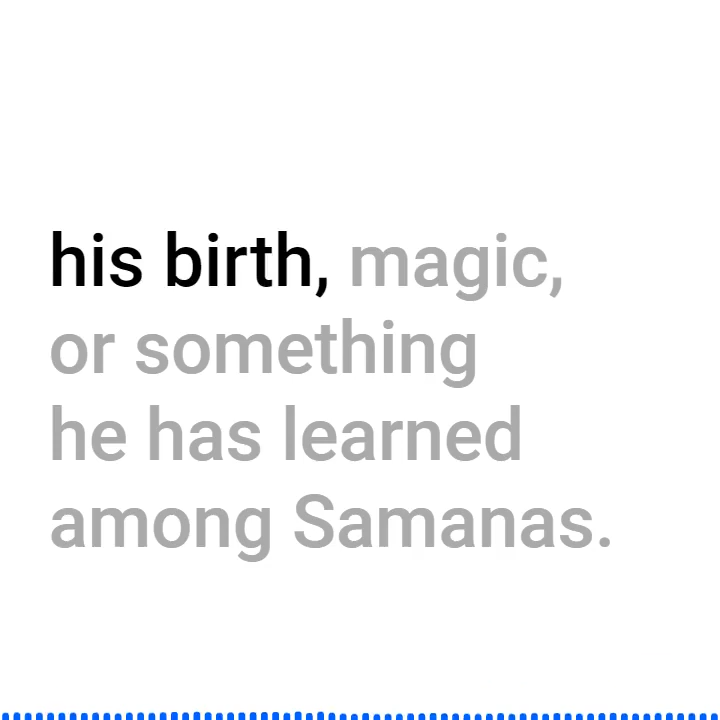 his birth, magic,
or something
he has learned
among Samanas.